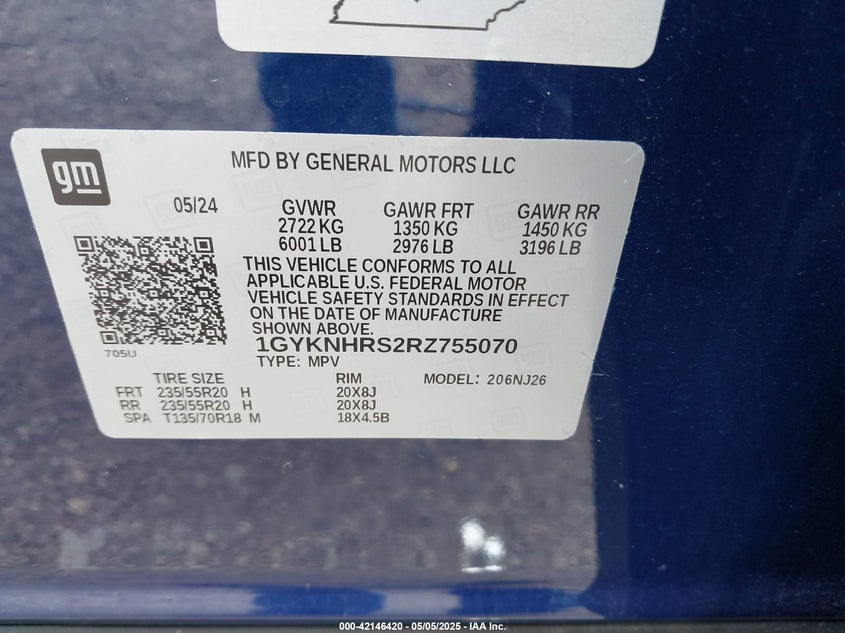 gm
MFD BY GENERAL MOTORS LLC
05/24
GVWR GAWR FRT GAWR RR
2722 KG 1350 KG 1450 KG
6001 LB 2976 LB 3196 LB
THIS VEHICLE CONFORMS TO ALL
APPLICABLE U.S. FEDERAL MOTOR
VEHICLE SAFETY STANDARDS IN EFFECT
ON THE DATE OF MANUFACTURE
SHOWN ABOVE.
705U
1GYKNHRS2RZ755070
TYPE: MPV
TIRE SIZE RIM MODEL: 206NJ26
FRT 235/55R20 H 20X8J
RR 235/55R20 H 20X8J
SPA T135/70R18 M 18X4.5B
000-42146420 - 05/05/2025 - IAA Inc.